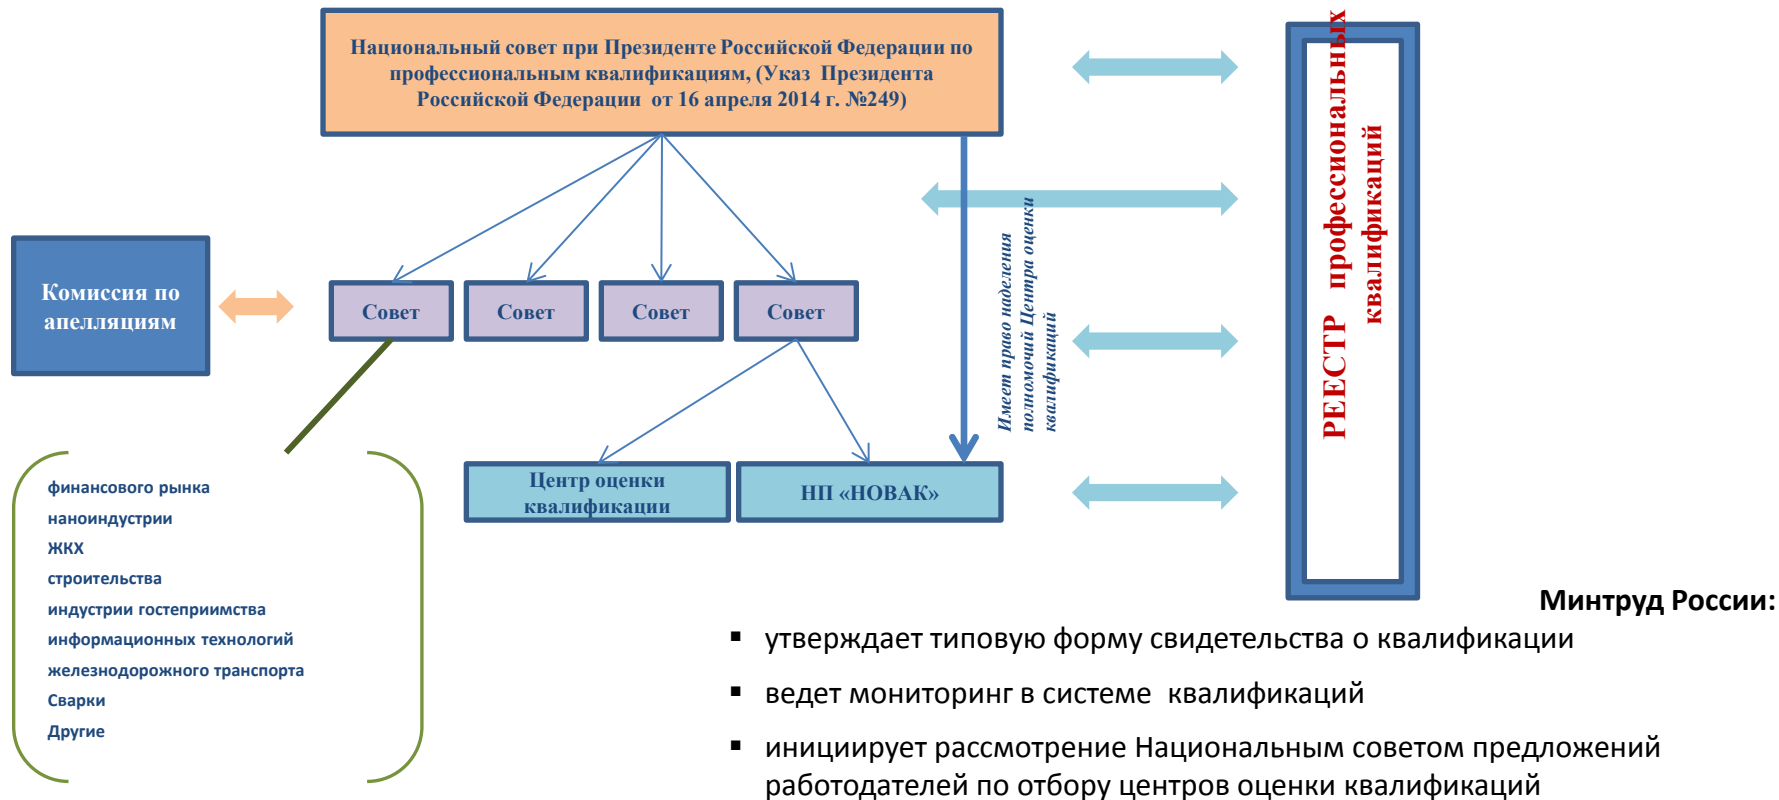 Национальный совет при Президенте Российской Федерации по
профессиональным квалификациям, (Указ Президента
Российской Федерации от 16 апреля 2014 г. №249)
РЕЕСТР профессиональных
квалификаций
Имеет право наделения
полномочий Центра оценки
квалификаций
Комиссия по
апелляциям
Совет
Совет
Совет
Совет
Центр оценки
квалификации
НП «НОВАК»
финансового рынка
наноиндустрии
ЖКХ
строительства
индустрии гостеприимства
информационных технологий
железнодорожного транспорта
Сварки
Другие
Минтруд России:
▪ утверждает типовую форму свидетельства о квалификации
▪ ведет мониторинг в системе квалификаций
▪ инициирует рассмотрение Национальным советом предложений
работодателей по отбору центров оценки квалификаций